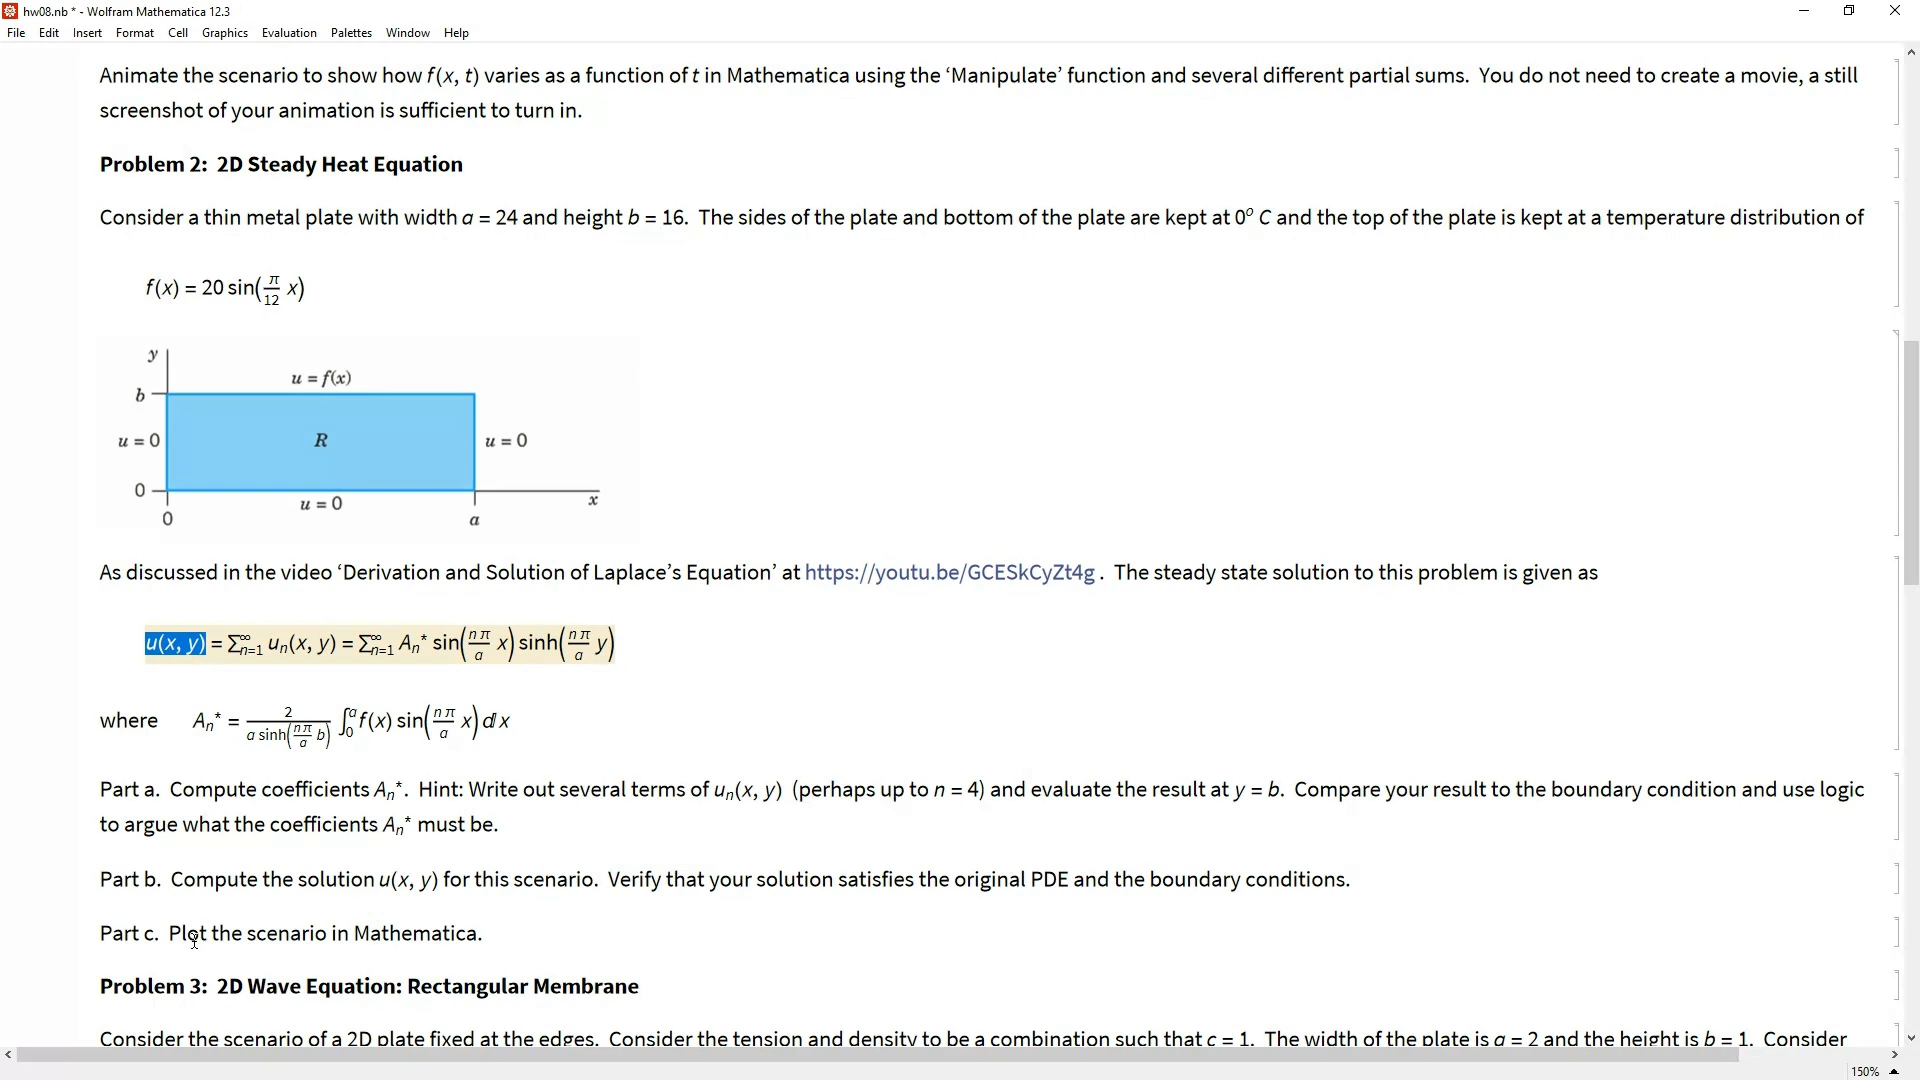 hw08.nb * - Wolfram Mathematica 12.3
File Edit Insert Format Cell Graphics Evaluation Palettes Window Help
Animate the scenario to show how f(x, t) varies as a function of t in Mathematica using the ‘Manipulate’ function and several different partial sums. You do not need to create a movie, a still
screenshot of your animation is sufficient to turn in.
Problem 2: 2D Steady Heat Equation
Consider a thin metal plate with width a = 24 and height b = 16. The sides of the plate and bottom of the plate are kept at 0° C and the top of the plate is kept at a temperature distribution of
f(x) = 20 sin(π/12 x)
y
u = f(x)
b
u = 0 R u = 0
0
u = 0 x
0 a
As discussed in the video ‘Derivation and Solution of Laplace’s Equation’ at https://youtu.be/GCESkCyZt4g . The steady state solution to this problem is given as
u(x, y) = ∑_{n=1}^∞ u_n(x, y) = ∑_{n=1}^∞ A_n* sin(nπ/a x) sinh(nπ/a y)
where A_n* = 2/(a sinh(nπ/a b)) ∫_0^a f(x) sin(nπ/a x) dx
Part a. Compute coefficients A_n*. Hint: Write out several terms of u_n(x, y) (perhaps up to n = 4) and evaluate the result at y = b. Compare your result to the boundary condition and use logic
to argue what the coefficients A_n* must be.
Part b. Compute the solution u(x, y) for this scenario. Verify that your solution satisfies the original PDE and the boundary conditions.
Part c. Plot the scenario in Mathematica.
Problem 3: 2D Wave Equation: Rectangular Membrane
Consider the scenario of a 2D plate fixed at the edges. Consider the tension and density to be a combination such that c = 1. The width of the plate is a = 2 and the height is b = 1. Consider
150%